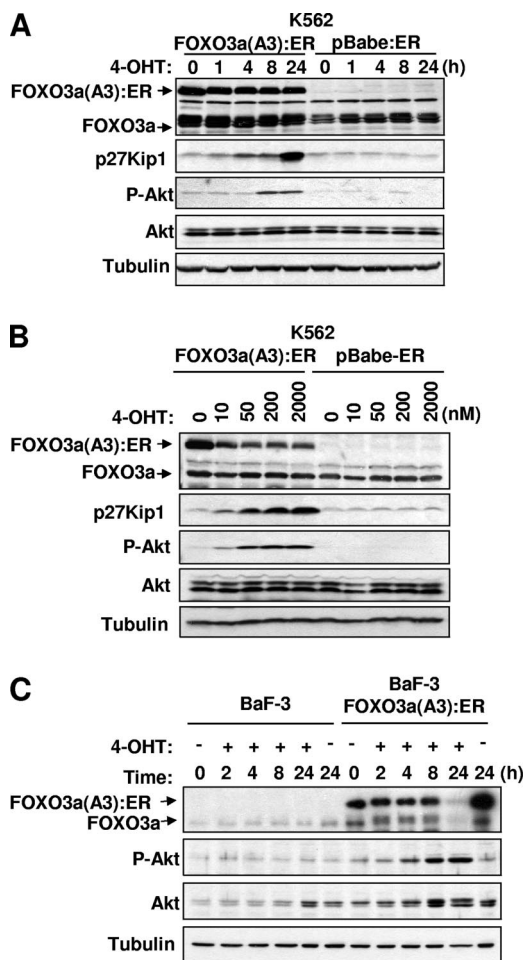 A
K562
FOXO3a(A3):ER pBabe:ER
4-OHT: 0 1 4 8 24 0 1 4 8 24 (h)
FOXO3a(A3):ER
FOXO3a
p27Kip1
P-Akt
Akt
Tubulin
B
K562
FOXO3a(A3):ER pBabe-ER
4-OHT: 0 10 50 200 2000 0 10 50 200 2000 (nM)
FOXO3a(A3):ER
FOXO3a
p27Kip1
P-Akt
Akt
Tubulin
C
BaF-3
BaF-3
FOXO3a(A3):ER
4-OHT: - + + + + - - + + + + -
Time: 0 2 4 8 24 24 0 2 4 8 24 24 (h)
FOXO3a(A3):ER
FOXO3a
P-Akt
Akt
Tubulin